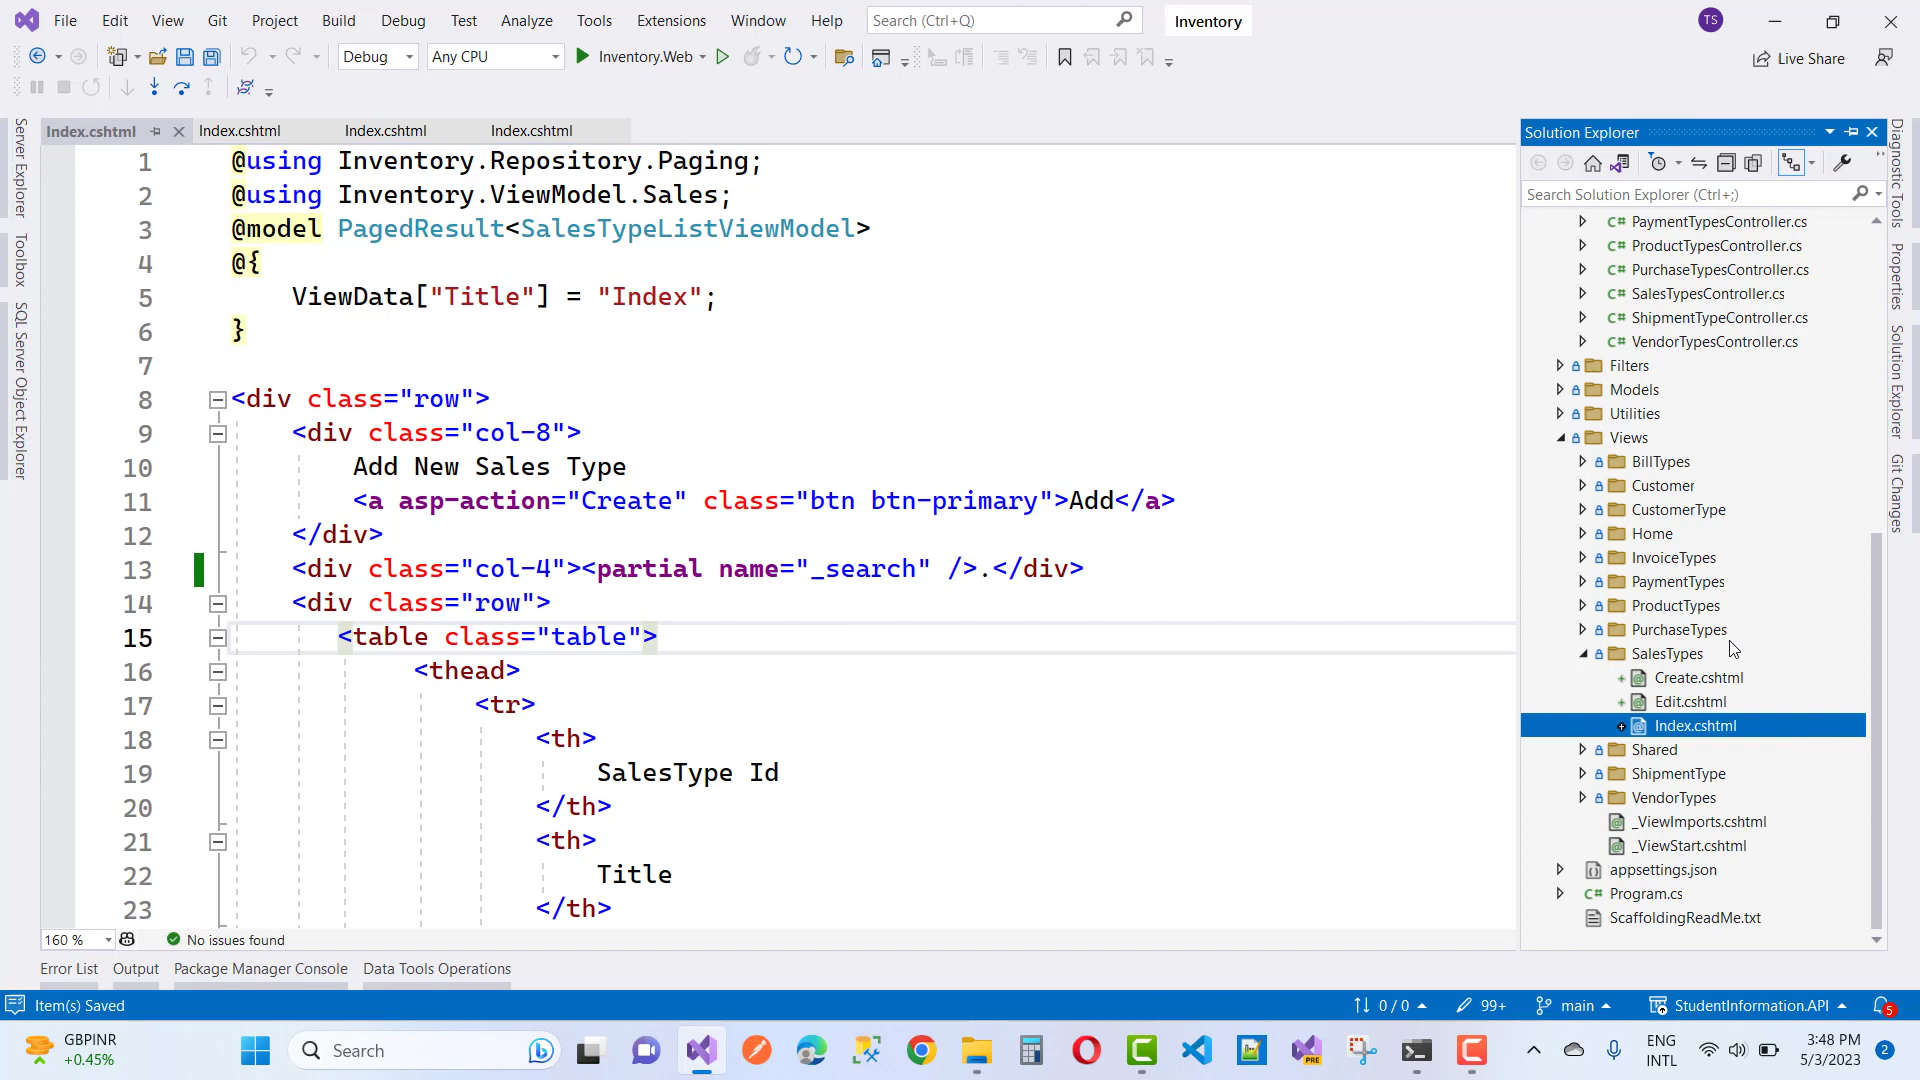 File Edit View Git Project Build Debug Test Analyze Tools Extensions Window Help Search (Ctrl+Q) Inventory TS
Debug Any CPU Inventory.Web Live Share
Index.cshtml Index.cshtml Index.cshtml Index.cshtml
1 @using Inventory.Repository.Paging;
2 @using Inventory.ViewModel.Sales;
3 @model PagedResult<SalesTypeListViewModel>
4 @{
5 ViewData["Title"] = "Index";
6 }
7
8 <div class="row">
9 <div class="col-8">
10 Add New Sales Type
11 <a asp-action="Create" class="btn btn-primary">Add</a>
12 </div>
13 <div class="col-4"><partial name="_search" />.</div>
14 <div class="row">
15 <table class="table">
16 <thead>
17 <tr>
18 <th>
19 SalesType Id
20 </th>
21 <th>
22 Title
23 </th>
160 % No issues found
Server Explorer
Toolbox
SQL Server Object Explorer
Solution Explorer
Search Solution Explorer (Ctrl+;)
C# PaymentTypesController.cs
C# ProductTypesController.cs
C# PurchaseTypesController.cs
C# SalesTypesController.cs
C# ShipmentTypeController.cs
C# VendorTypesController.cs
Filters
Models
Utilities
Views
BillTypes
Customer
CustomerType
Home
InvoiceTypes
PaymentTypes
ProductTypes
PurchaseTypes
SalesTypes
Create.cshtml
Edit.cshtml
Index.cshtml
Shared
ShipmentType
VendorTypes
_ViewImports.cshtml
_ViewStart.cshtml
appsettings.json
C# Program.cs
ScaffoldingReadMe.txt
Diagnostic Tools
Properties
Solution Explorer
Git Changes
Error List Output Package Manager Console Data Tools Operations
Item(s) Saved 0 / 0 99+ main StudentInformation.API 5
GBPINR
+0.45%
Search
PRE
ENG
INTL
3:48 PM
5/3/2023
2